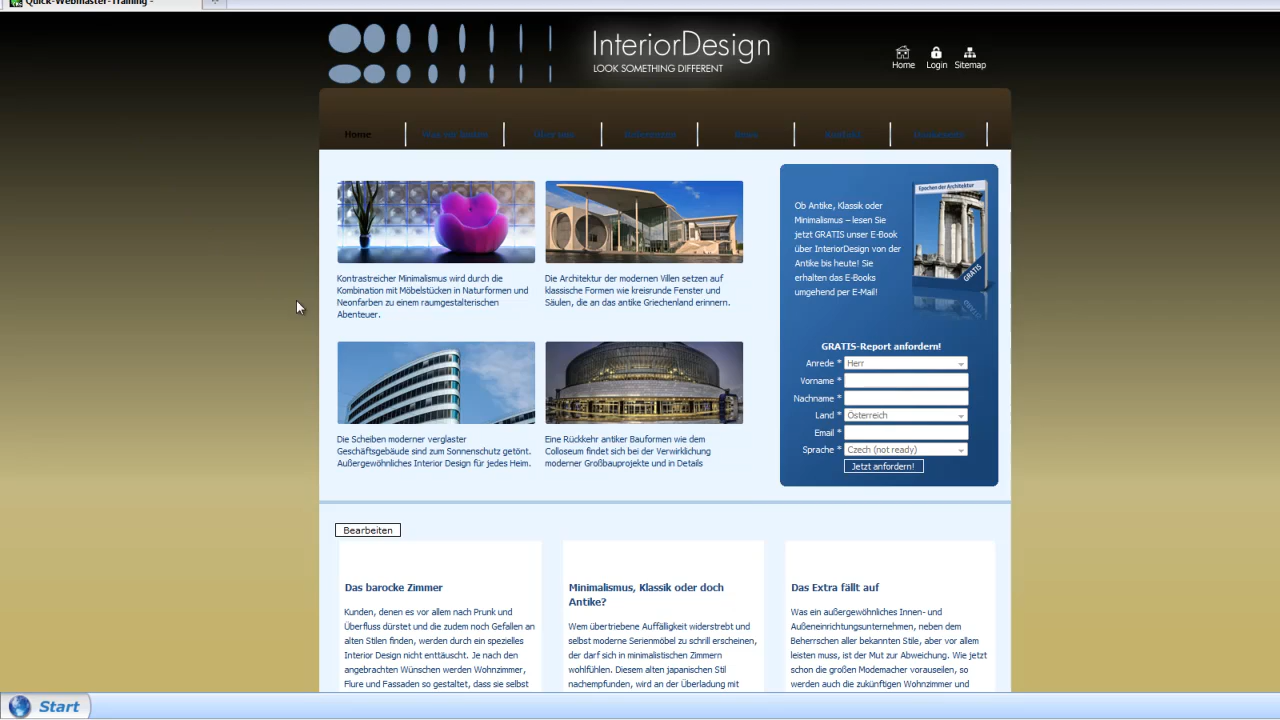 Quick-Webmaster-Training -
InteriorDesign
LOOK SOMETHING DIFFERENT
Home
Login
Sitemap
Home
Über uns
News
Kontakt
Kontrastreicher Minimalismus wird durch die
Kombination mit Möbelstücken in Naturformen und
Neonfarben zu einem raumgestalterischen
Abenteuer.
Die Architektur der modernen Villen setzen auf
klassische Formen wie kreisrunde Fenster und
Säulen, die an das antike Griechenland erinnern.
Die Scheiben moderner verglaster
Geschäftsgebäude sind zum Sonnenschutz getönt.
Außergewöhnliches Interior Design für jedes Heim.
Eine Rückkehr antiker Bauformen wie dem
Colloseum findet sich bei der Verwirklichung
moderner Großbauprojekte und in Details
Ob Antike, Klassik oder
Minimalismus – lesen Sie
jetzt GRATIS unser E-Book
über InteriorDesign von der
Antike bis heute! Sie
erhalten das E-Books
umgehend per E-Mail!
Epochen der Architektur
GRATIS
GRATIS-Report anfordern!
Anrede * Herr
Vorname *
Nachname *
Land * Österreich
Email *
Sprache * Czech (not ready)
Jetzt anfordern!
Bearbeiten
Das barocke Zimmer
Kunden, denen es vor allem nach Prunk und
Überfluss dürstet und die zudem noch Gefallen an
alten Stilen finden, werden durch ein spezielles
Interior Design nicht enttäuscht. Je nach den
angebrachten Wünschen werden Wohnzimmer,
Flure und Fassaden so gestaltet, dass sie selbst
Minimalismus, Klassik oder doch
Antike?
Wem übertriebene Auffälligkeit widerstrebt und
selbst moderne Serienmöbel zu schrill erscheinen,
der darf sich in minimalistischen Zimmern
wohlfühlen. Diesem alten japanischen Stil
nachempfunden, wird an der Überladung mit
Das Extra fällt auf
Was ein außergewöhnliches Innen- und
Außeneinrichtungsunternehmen, neben dem
Beherrschen aller bekannten Stile, aber vor allem
leisten muss, ist der Mut zur Abweichung. Wie jetzt
schon die großen Modemacher vorauseilen, so
werden auch die zukünftigen Wohnzimmer und
Start